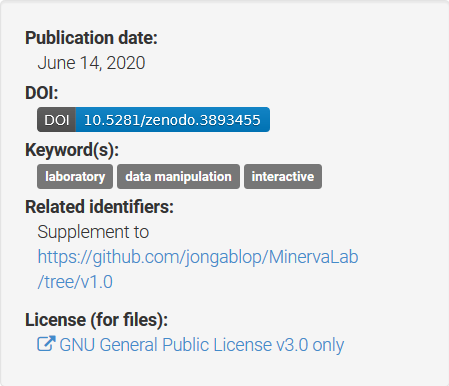 Publication date:
June 14, 2020
DOI:
DOI 10.5281/zenodo.3893455
Keyword(s):
laboratory data manipulation interactive
Related identifiers:
Supplement to
https://github.com/jongablop/MinervaLab
/tree/v1.0
License (for files):
GNU General Public License v3.0 only